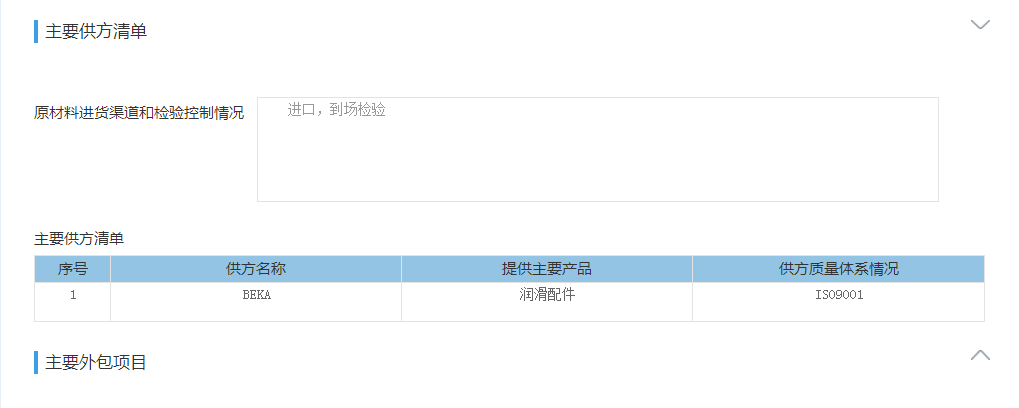 主要供方清单
原材料进货渠道和检验控制情况 进口，到场检验
主要供方清单
序号 供方名称 提供主要产品 供方质量体系情况
1 BEKA 润滑配件 ISO9001
主要外包项目